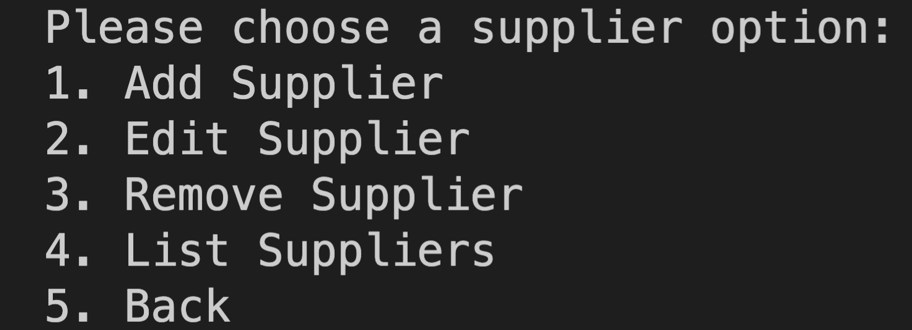 Please choose a supplier option:
1. Add Supplier
2. Edit Supplier
3. Remove Supplier
4. List Suppliers
5. Back